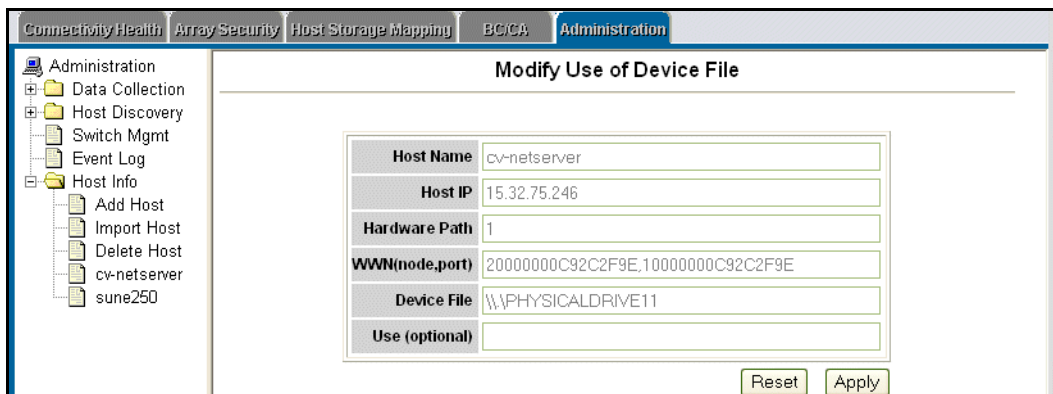 Connectivity Health Array Security Host Storage Mapping BC/CA Administration
Administration
Data Collection
Host Discovery
Switch Mgmt
Event Log
Host Info
Add Host
Import Host
Delete Host
cv-netserver
sune250
Modify Use of Device File
Host Name cv-netserver
Host IP 15.32.75.246
Hardware Path 1
WWN(node,port) 20000000C92C2F9E,10000000C92C2F9E
Device File \\.\PHYSICALDRIVE11
Use (optional)
Reset Apply